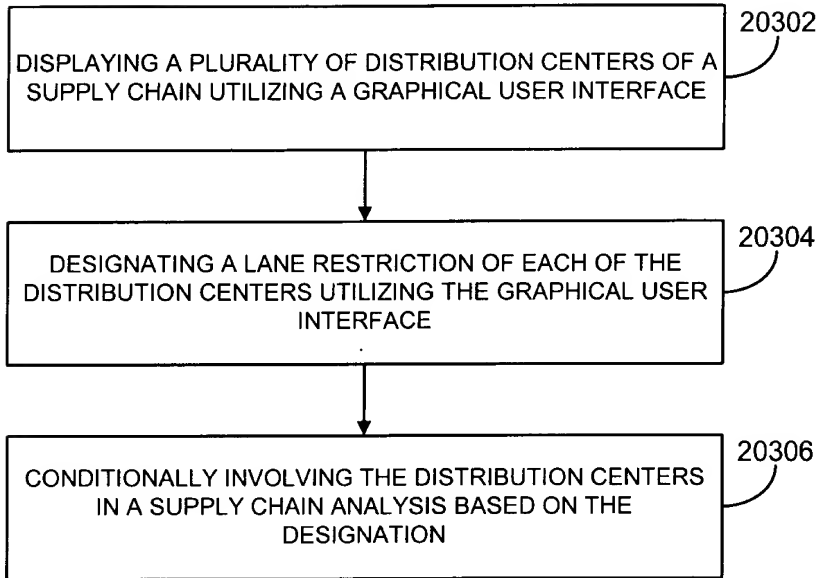 20302
DISPLAYING A PLURALITY OF DISTRIBUTION CENTERS OF A
SUPPLY CHAIN UTILIZING A GRAPHICAL USER INTERFACE
20304
DESIGNATING A LANE RESTRICTION OF EACH OF THE
DISTRIBUTION CENTERS UTILIZING THE GRAPHICAL USER
INTERFACE
20306
CONDITIONALLY INVOLVING THE DISTRIBUTION CENTERS
IN A SUPPLY CHAIN ANALYSIS BASED ON THE
DESIGNATION